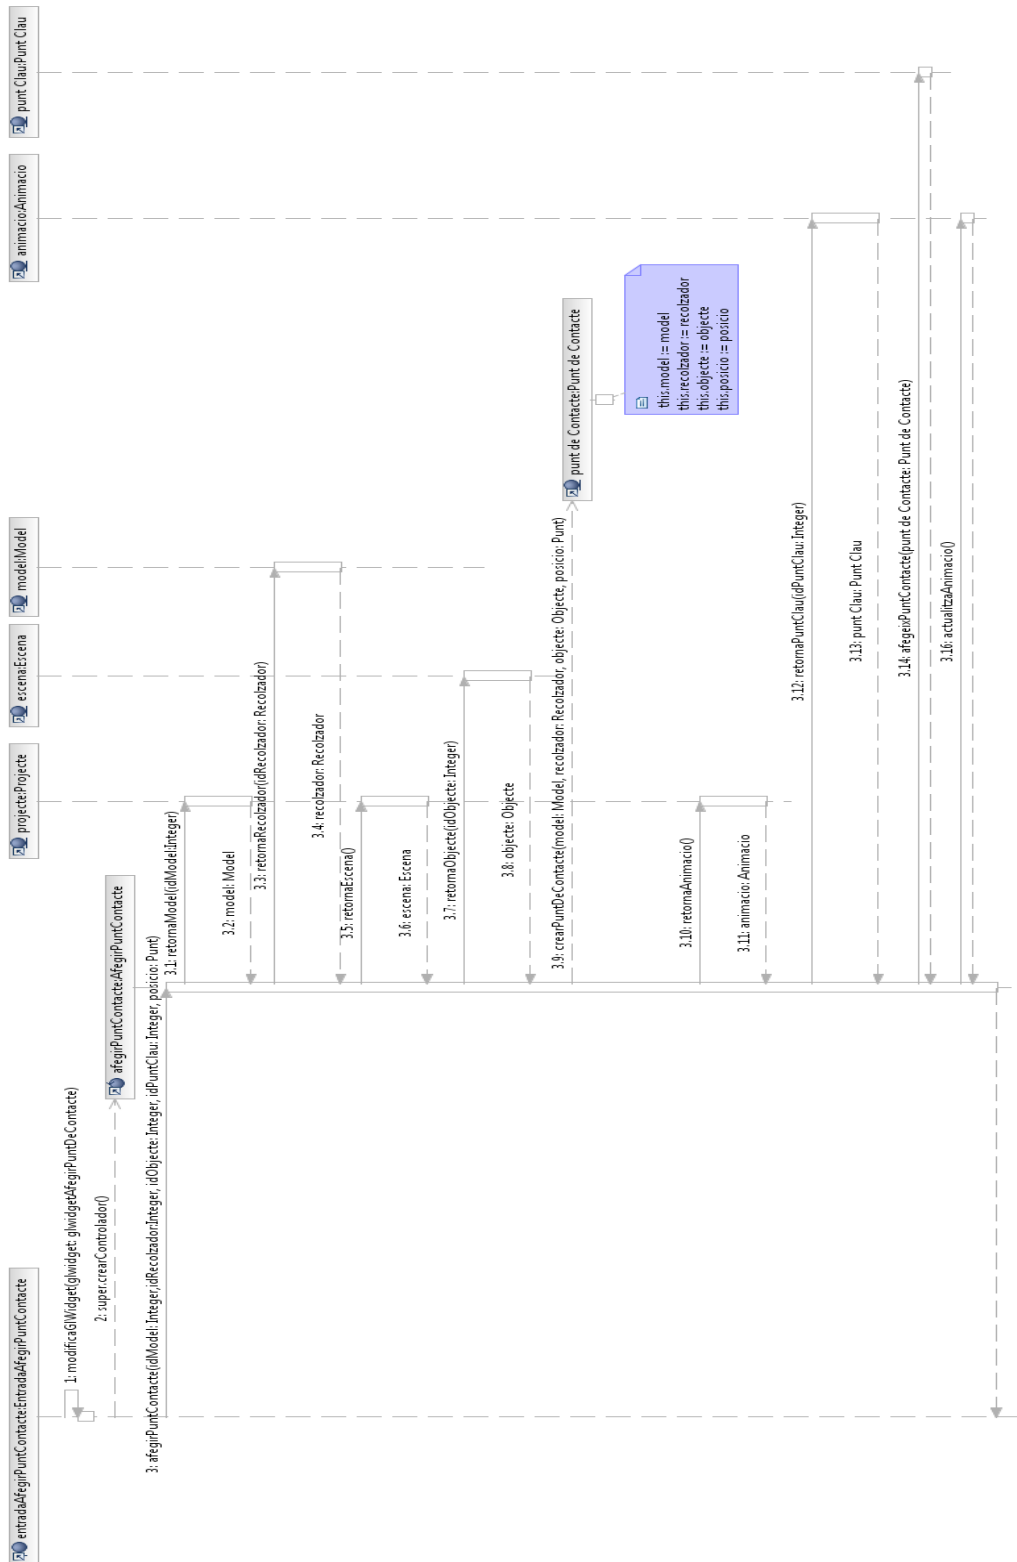 entradaAfegirPuntContacte:EntradaAfegirPuntContacte
projecte:Projecte
escena:Escena
model:Model
animacio:Animacio
punt Clau:Punt Clau
1: modificaGlWidget(glwidget: glwidgetAfegirPuntDeContacte)
2: super.crearControlador()
afegirPuntContacte:AfegirPuntContacte
3: afegirPuntContacte(idModel: Integer,idRecolzador:Integer, idObjecte: Integer, idPuntClau: Integer, posicio: Punt)
3.1: retornaModel(idModel:Integer)
3.2: model: Model
3.3: retornaRecolzador(idRecolzador: Recolzador)
3.4: recolzador: Recolzador
3.5: retornaEscena()
3.6: escena: Escena
3.7: retornaObjecte(idObjecte: Integer)
3.8: objecte: Objecte
3.9: crearPuntDeContacte(model: Model, recolzador: Recolzador, objecte: Objecte, posicio: Punt)
punt de Contacte:Punt de Contacte
this.model := model
this.recolzador := recolzador
this.objecte := objecte
this.posicio := posicio
3.10: retornaAnimacio()
3.11: animacio: Animacio
3.12: retornaPuntClau(idPuntClau: Integer)
3.13: punt Clau: Punt Clau
3.14: afegeixPuntContacte(punt de Contacte: Punt de Contacte)
3.16: actualitzaAnimacio()